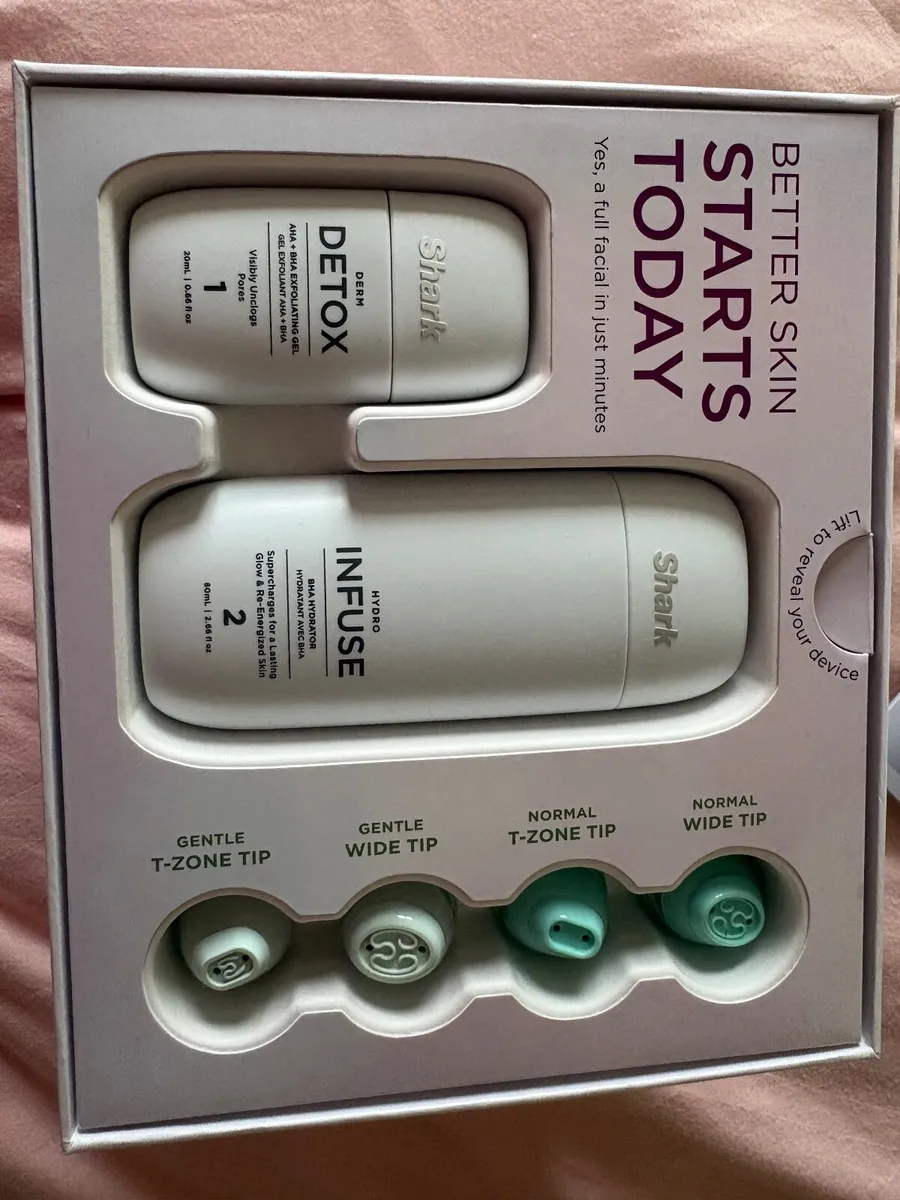 BETTER SKIN
STARTS
TODAY
Yes, a full facial in just minutes
Lift to reveal your device
Shark
DERM
DETOX
AHA + BHA EXFOLIATING GEL
GEL EXFOLIANT AHA + BHA
Visibly Unclogs
Pores
1
20mL | 0.66 fl oz
Shark
HYDRO
INFUSE
BHA HYDRATOR
HYDRATANT AVEC BHA
Supercharges for a Lasting
Glow & Re-Energized Skin
2
80mL | 2.66 fl oz
GENTLE
T-ZONE TIP
GENTLE
WIDE TIP
NORMAL
T-ZONE TIP
NORMAL
WIDE TIP